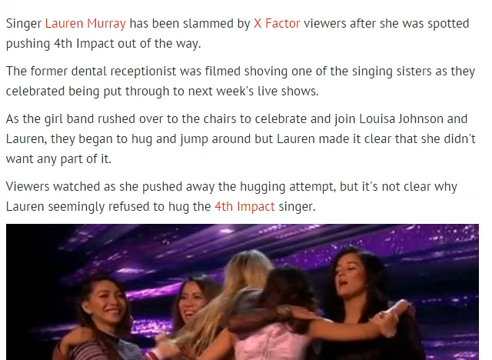 Singer Lauren Murray has been slammed by X Factor viewers after she was spotted
pushing 4th Impact out of the way.
The former dental receptionist was filmed shoving one of the singing sisters as they
celebrated being put through to next week's live shows.
As the girl band rushed over to the chairs to celebrate and join Louisa Johnson and
Lauren, they began to hug and jump around but Lauren made it clear that she didn't
want any part of it.
Viewers watched as she pushed away the hugging attempt, but it's not clear why
Lauren seemingly refused to hug the 4th Impact singer.